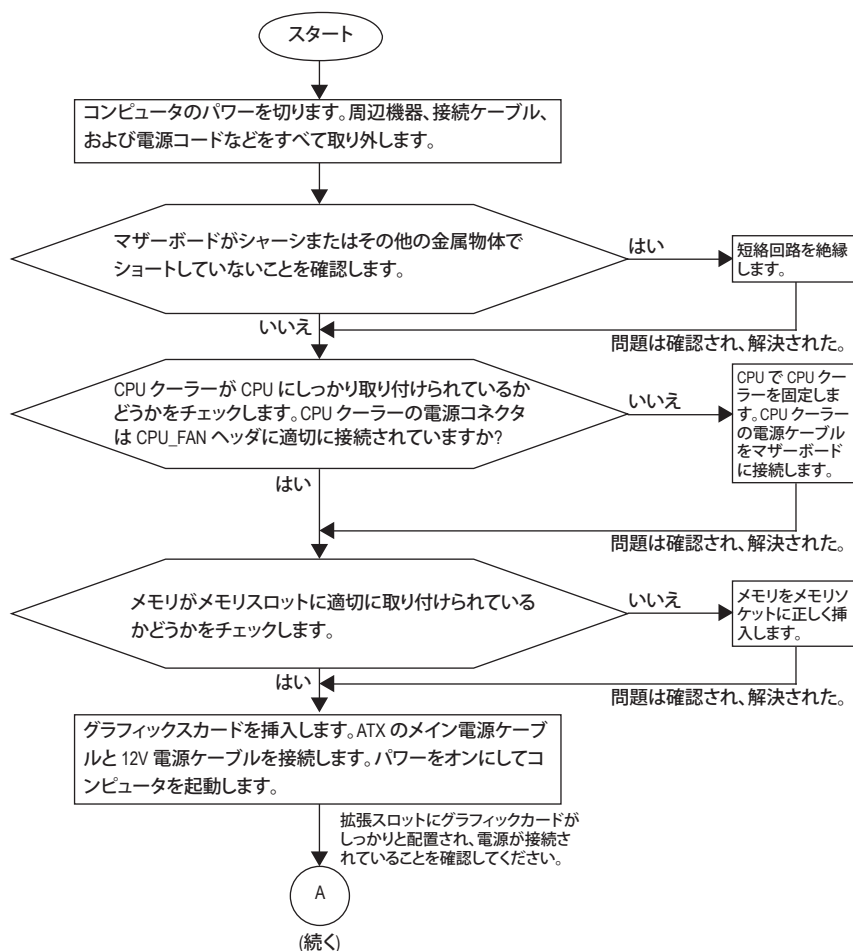 スタート
コンピュータのパワーを切ります。周辺機器、接続ケーブル、
および電源コードなどをすべて取り外します。
マザーボードがシャーシまたはその他の金属物体で
ショートしていないことを確認します。
はい
短絡回路を絶縁
します。
いいえ
問題は確認され、解決された。
CPU クーラーが CPU にしっかり取り付けられているか
どうかをチェックします。CPU クーラーの電源コネクタ
は CPU_FAN ヘッダに適切に接続されていますか?
いいえ
CPU で CPU クー
ラーを固定しま
す。CPU クーラー
の電源ケーブル
をマザーボード
に接続します。
はい
問題は確認され、解決された。
メモリがメモリスロットに適切に取り付けられている
かどうかをチェックします。
いいえ
メモリをメモリソ
ケットに正しく挿
入します。
はい
問題は確認され、解決された。
グラフィックスカードを挿入します。ATX のメイン電源ケーブ
ルと 12V 電源ケーブルを接続します。パワーをオンにしてコ
ンピュータを起動します。
拡張スロットにグラフィックカードが
しっかりと配置され、電源が接続さ
れていることを確認してください。
A
(続く)